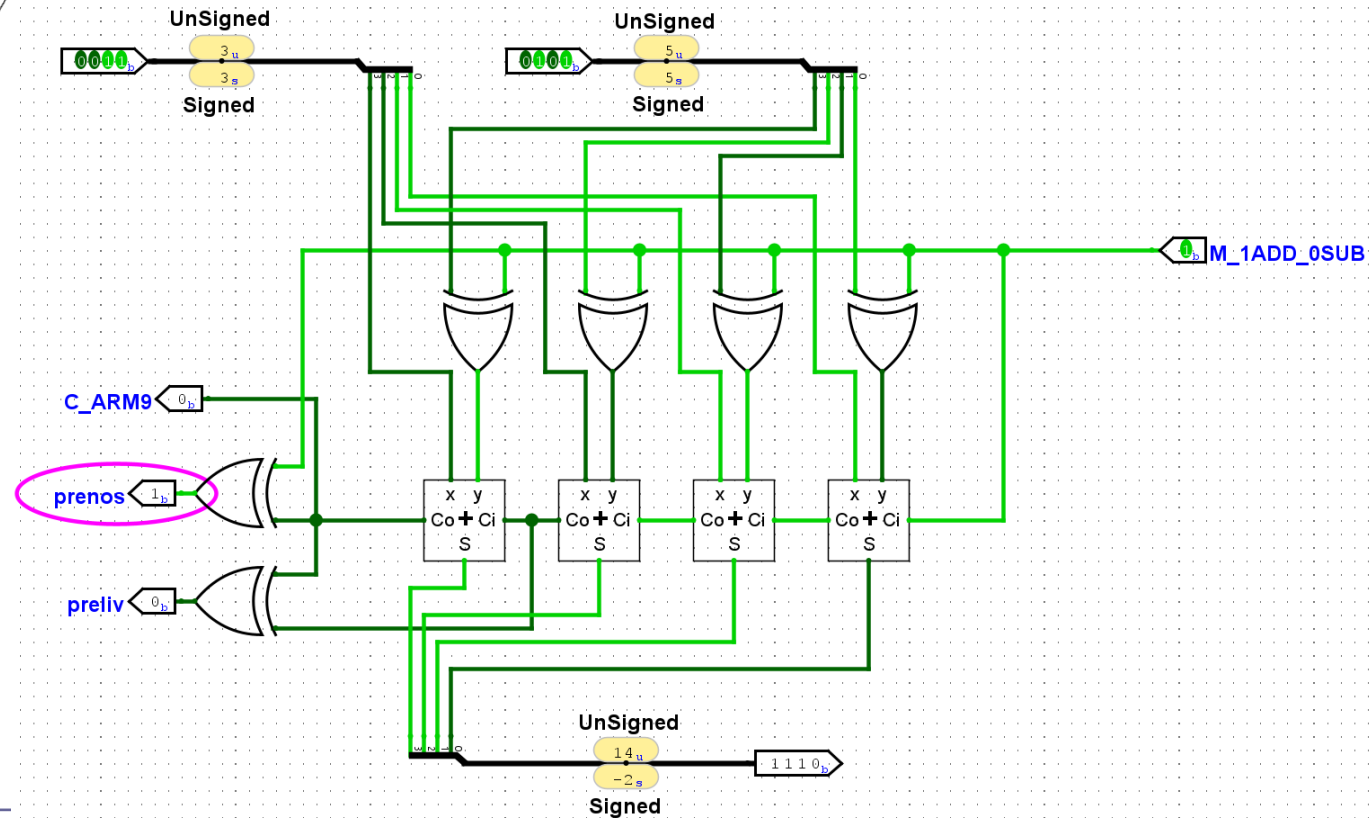 UnSigned
UnSigned
0011b
3u
3s
0101b
5u
5s
3 2 1 0
3 2 1 0
Signed
Signed
1b M_1ADD_0SUB
C_ARM9 0b
prenos 1b
x y
x y
x y
x y
Co + Ci
Co + Ci
Co + Ci
Co + Ci
S
S
S
S
preliv 0b
UnSigned
3 2 1 0
14u
-2s
1110b
Signed